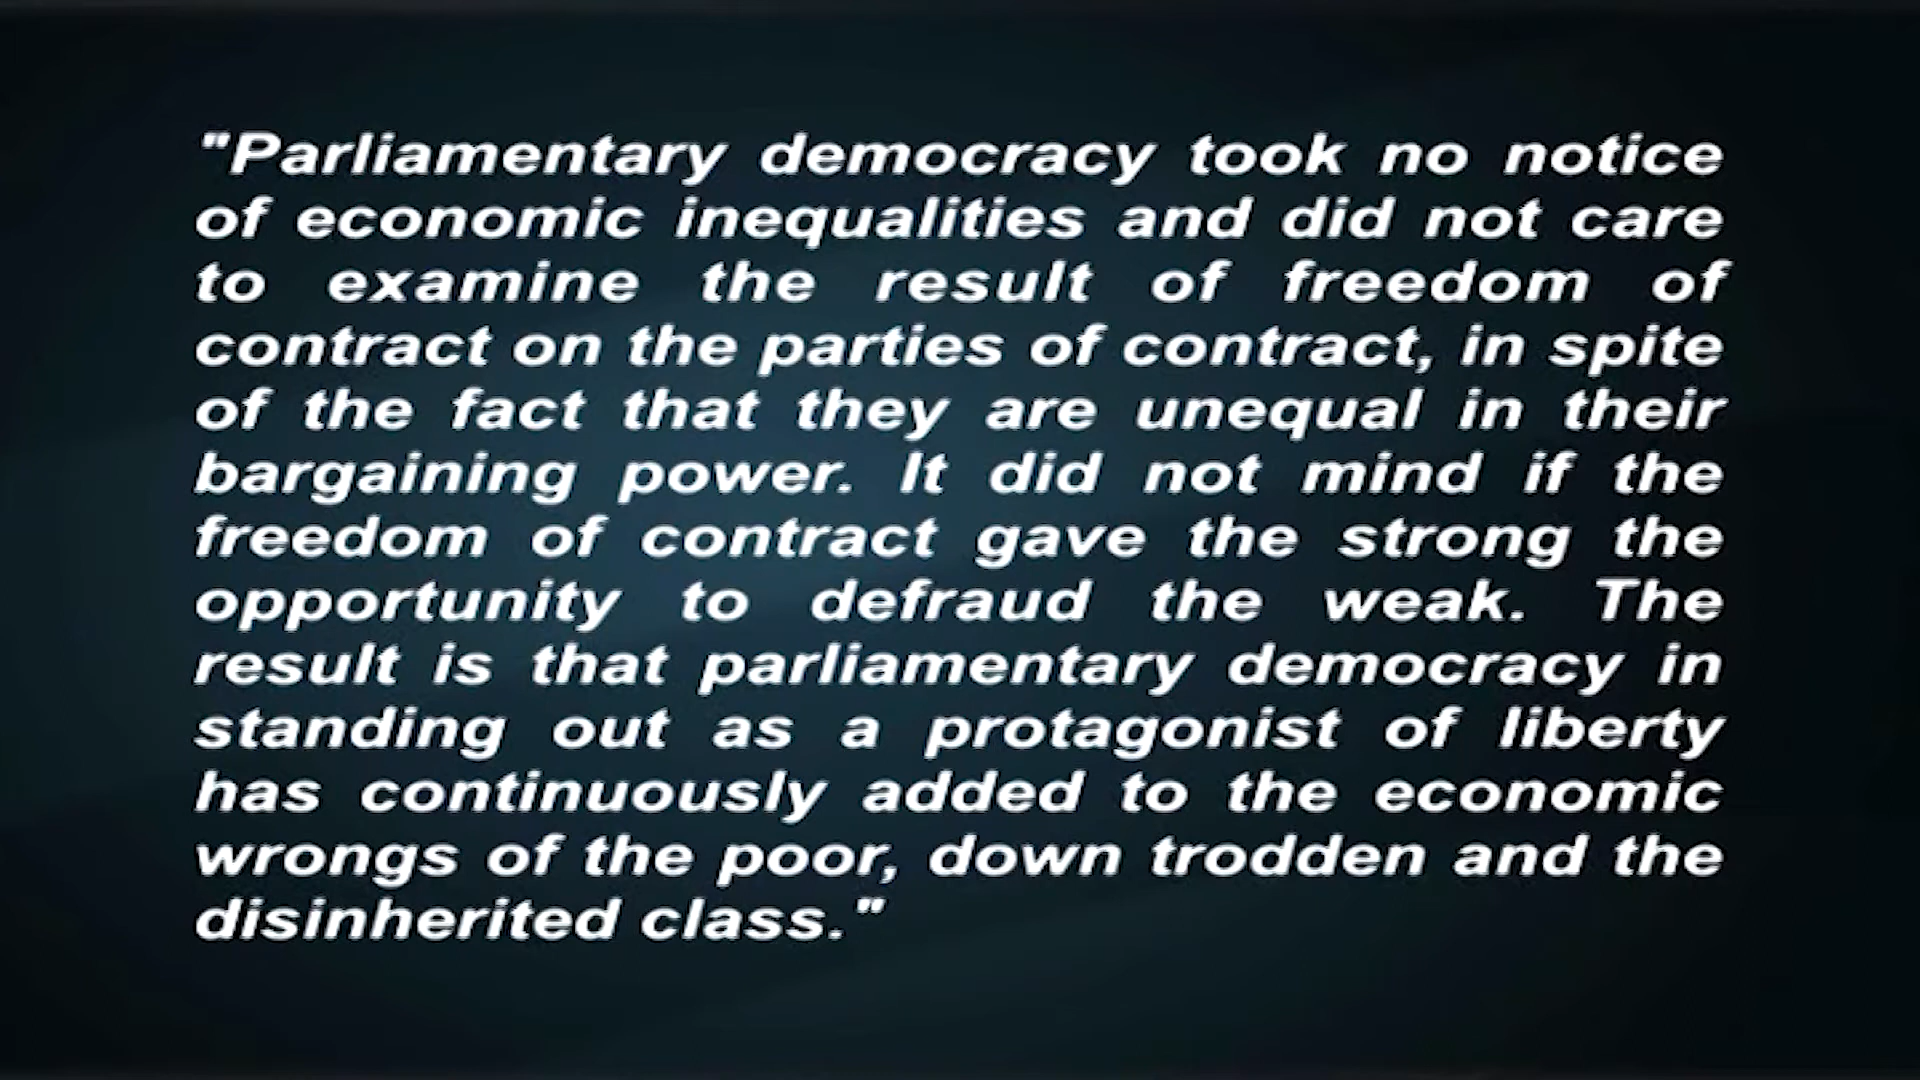 "Parliamentary democracy took no notice
of economic inequalities and did not care
to examine the result of freedom of
contract on the parties of contract, in spite
of the fact that they are unequal in their
bargaining power. It did not mind if the
freedom of contract gave the strong the
opportunity to defraud the weak. The
result is that parliamentary democracy in
standing out as a protagonist of liberty
has continuously added to the economic
wrongs of the poor, down trodden and the
disinherited class."